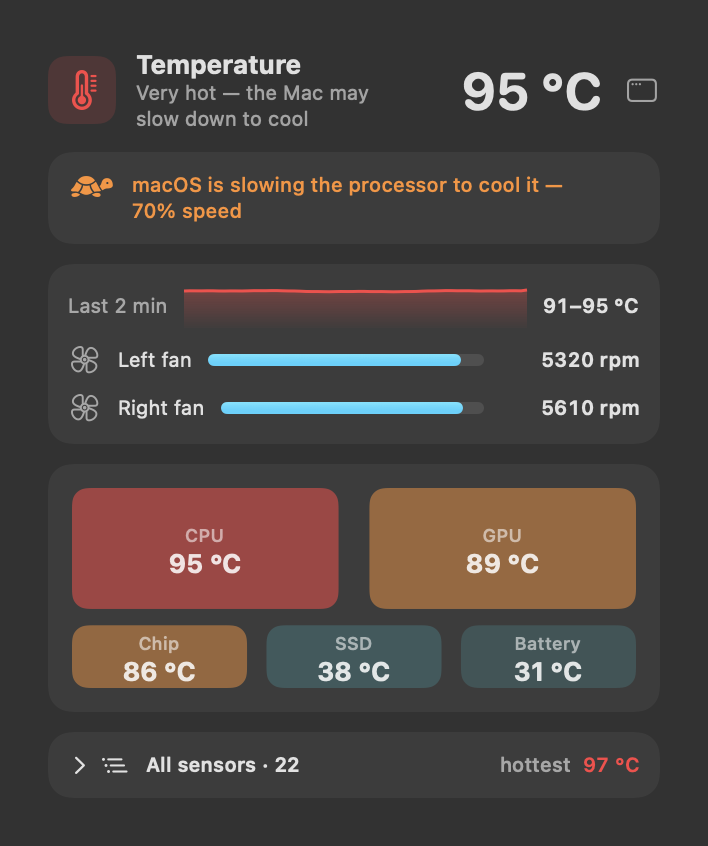 Temperature
Very hot — the Mac may
slow down to cool
95 °C
macOS is slowing the processor to cool it —
70% speed
Last 2 min
91–95 °C
Left fan
5320 rpm
Right fan
5610 rpm
CPU
95 °C
GPU
89 °C
Chip
86 °C
SSD
38 °C
Battery
31 °C
All sensors · 22
hottest 97 °C